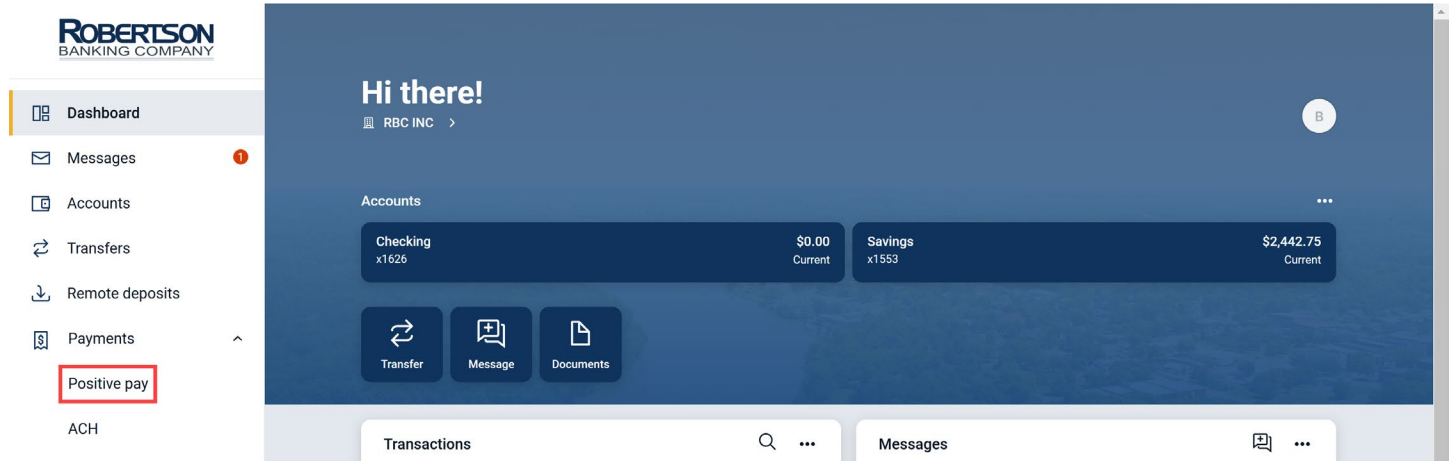 ROBERTSON
BANKING COMPANY
Dashboard
Messages 1
Accounts
Transfers
Remote deposits
Payments
Positive pay
ACH
Hi there!
RBC INC
B
Accounts
Checking $0.00
x1626 Current
Savings $2,442.75
x1553 Current
Transfer Message Documents
Transactions
Messages